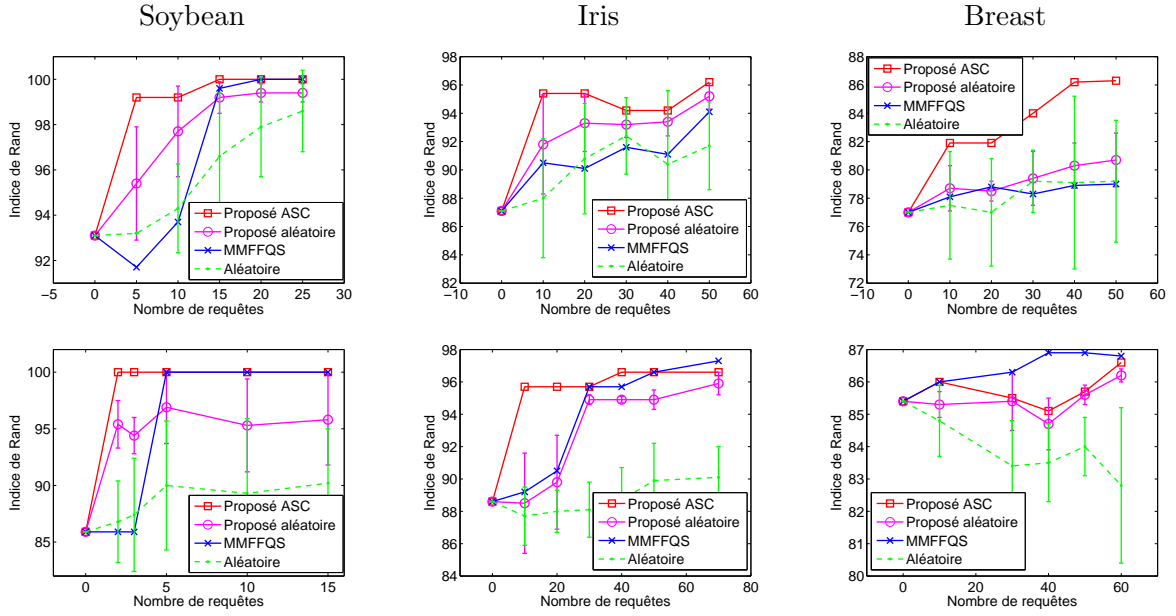 Soybean
Iris
Breast
100
98
96
94
92
−5
0
5
10
15
20
25
30
Indice de Rand
Nombre de requêtes
Proposé ASC
Proposé aléatoire
MMFFQS
Aléatoire
98
96
94
92
90
88
86
84
82
−10
0
10
20
30
40
50
60
Indice de Rand
Nombre de requêtes
Proposé ASC
Proposé aléatoire
MMFFQS
Aléatoire
88
86
84
82
80
78
76
74
72
−10
0
10
20
30
40
50
60
Indice de Rand
Nombre de requêtes
Proposé ASC
Proposé aléatoire
MMFFQS
Aléatoire
100
95
90
85
0
5
10
15
Indice de Rand
Nombre de requêtes
Proposé ASC
Proposé aléatoire
MMFFQS
Aléatoire
98
96
94
92
90
88
86
84
0
20
40
60
80
Indice de Rand
Nombre de requêtes
Proposé ASC
Proposé aléatoire
MMFFQS
Aléatoire
87
86
85
84
83
82
81
80
0
20
40
60
Indice de Rand
Nombre de requêtes
Proposé ASC
Proposé aléatoire
MMFFQS
Aléatoire